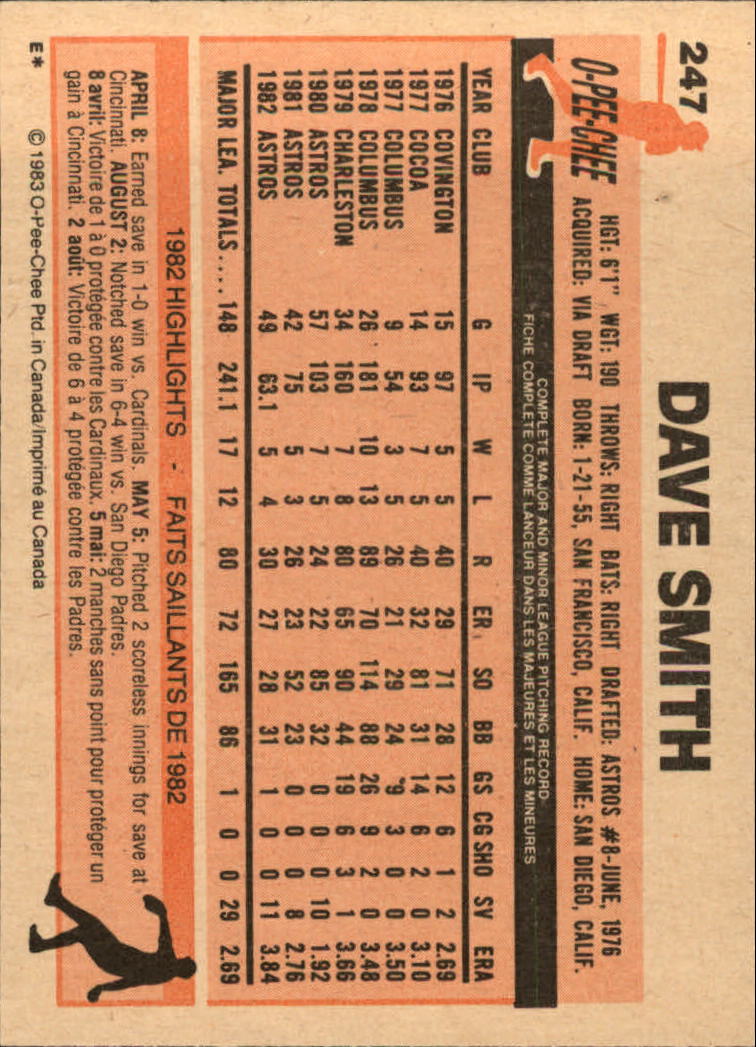 247
DAVE SMITH
O-PEE-CHEE
HGT: 6'1" WGT: 190 THROWS: RIGHT BATS: RIGHT DRAFTED: ASTROS #8-JUNE, 1976
ACQUIRED: VIA DRAFT BORN: 1-21-55, SAN FRANCISCO, CALIF. HOME: SAN DIEGO, CALIF.
COMPLETE MAJOR AND MINOR LEAGUE PITCHING RECORD
FICHE COMPLÈTE COMME LANCEUR DANS LES MAJEURES ET LES MINEURES
YEAR CLUB G IP W L R ER SO BB GS CG SHO SV ERA
1976 COVINGTON 15 97 5 5 40 29 71 28 12 6 1 2 2.69
1977 COCOA 14 93 7 5 40 32 81 31 14 6 2 0 3.10
1977 COLUMBUS 9 54 3 5 26 21 29 24 9 3 0 0 3.50
1978 COLUMBUS 26 181 10 13 89 70 114 88 26 9 2 0 3.48
1979 CHARLESTON 34 160 7 8 80 65 90 44 19 6 3 1 3.66
1980 ASTROS 57 103 7 5 24 22 85 32 0 0 0 10 1.92
1981 ASTROS 42 75 5 3 26 23 52 23 0 0 0 8 2.76
1982 ASTROS 49 63.1 5 4 30 27 28 31 1 0 0 11 3.84
MAJOR LEA. TOTALS..... 148 241.1 17 12 80 72 165 86 1 0 0 29 2.69
1982 HIGHLIGHTS - FAITS SAILLANTS DE 1982
APRIL 8: Earned save in 1-0 win vs. Cardinals. MAY 5: Pitched 2 scoreless innings for save at
Cincinnati. AUGUST 2: Notched save in 6-4 win vs. San Diego Padres.
8 avril: Victoire de 1 à 0 protégée contre les Cardinaux. 5 mai: 2 manches sans point pour protéger un
gain à Cincinnati. 2 août: Victoire de 6 à 4 protégée contre les Padres.
E* © 1983 O-Pee-Chee Ptd. in Canada/Imprimé au Canada